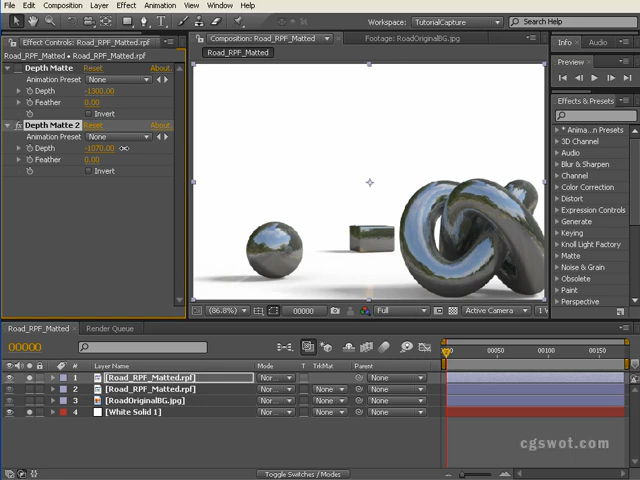 File Edit Composition Layer Effect Animation View Window Help
Workspace: TutorialCapture Search Help
Effect Controls: Road_RPF_Matted.rpf
Composition: Road_RPF_Matted
Footage: RoadOriginalBG.jpg
Info Audio
Road_RPF_Matted • Road_RPF_Matted.rpf
Road_RPF_Matted
Depth Matte Reset About...
Animation Preset None
Depth -1300.00
Feather 0.00
Invert
Depth Matte 2 Reset About...
Animation Preset None
Depth -1070.00
Feather 0.00
Invert
Preview
Effects & Presets
* Anima...n Presets
3D Channel
Audio
Blur & Sharpen
Channel
Color Correction
Distort
Expression Controls
Generate
Keying
Knoll Light Factory
Matte
Noise & Grain
Obsolete
Paint
Perspective
(86.8%) 00000 Full Active Camera 1 V
Road_RPF_Matted Render Queue
00000
00050 00100 00150
# Layer Name Mode T TrkMat Parent
1 [Road_RPF_Matted.rpf] Nor... None
2 [Road_RPF_Matted.rpf] Nor... None None
3 [RoadOriginalBG.jpg] Nor... None None
4 [White Solid 1] Nor... None None
cgswot.com
Toggle Switches / Modes